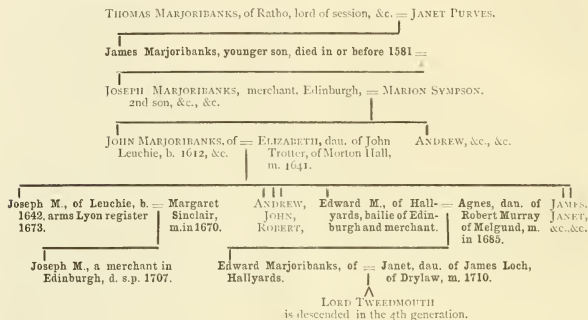 THOMAS MARJORIBANKS, of Ratho, lord of session, &c. = JANET PURVES.
James Marjoribanks, younger son, died in or before 1581 =
JOSEPH MARJORIBANKS, merchant. Edinburgh, = MARION SYMPSON.
2nd son, &c., &c.
JOHN MARJORIBANKS, of = ELIZABETH, dau. of John ANDREW, &c., &c.
Leuchie, b. 1612, &c. Trotter, of Morton Hall,
m. 1641.
Joseph M., of Leuchie, b. = Margaret ANDREW, Edward M., of Hall- = Agnes, dau. of JAMES.
1642, arms Lyon register Sinclair, JOHN, yards, bailie of Edin- Robert Murray JANET,
1673. m.in 1670. ROBERT, burgh and merchant. of Melgund, m. &c.,&c.
in 1685.
Joseph M., a merchant in Edward Marjoribanks, of = Janet, dau. of James Loch,
Edinburgh, d. s.p. 1707. Hallyards. of Drylaw, m. 1710.
LORD TWEEDMOUTH
is descended in the 4th generation.